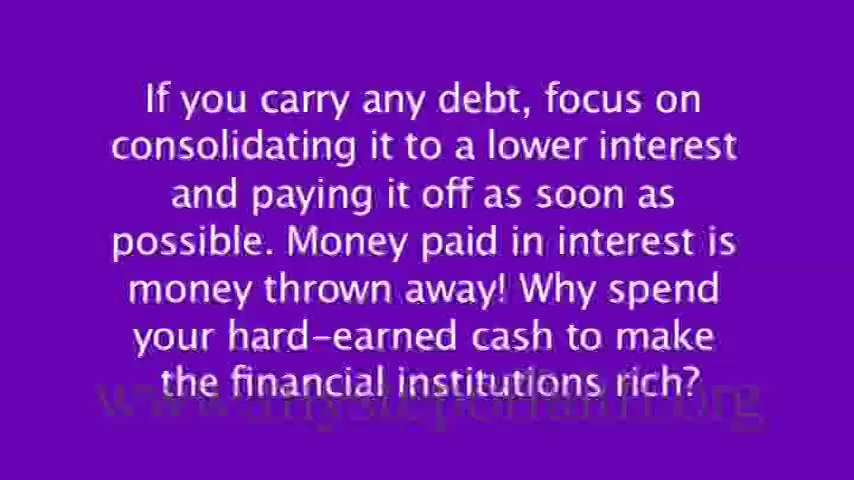 If you carry any debt, focus on
consolidating it to a lower interest
and paying it off as soon as
possible. Money paid in interest is
money thrown away! Why spend
your hard-earned cash to make
the financial institutions rich?